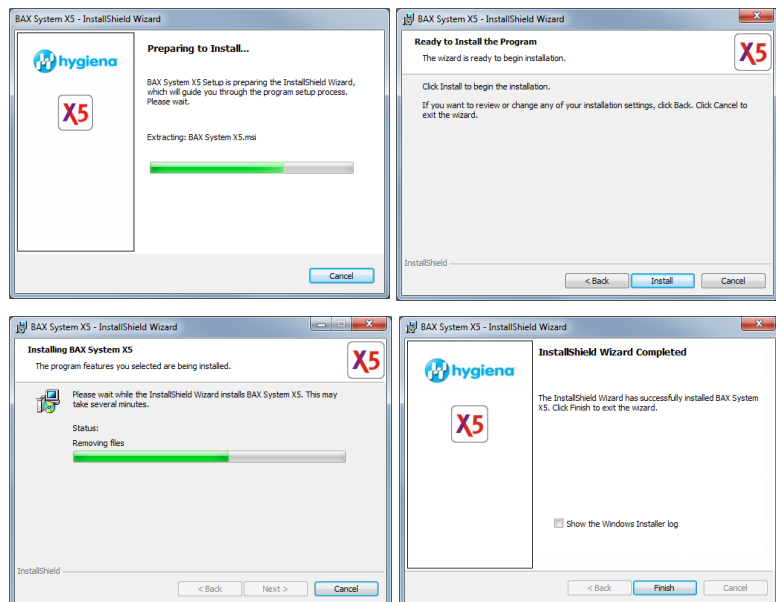 BAX System X5 - InstallShield Wizard
hygiena
X5
Preparing to Install...
BAX System X5 Setup is preparing the InstallShield Wizard,
which will guide you through the program setup process.
Please wait.
Extracting: BAX System X5.msi
Cancel
BAX System X5 - InstallShield Wizard
Ready to Install the Program
The wizard is ready to begin installation.
X5
Click Install to begin the installation.
If you want to review or change any of your installation settings, click Back. Click Cancel to
exit the wizard.
InstallShield
< Back Install Cancel
BAX System X5 - InstallShield Wizard
Installing BAX System X5
The program features you selected are being installed.
X5
Please wait while the InstallShield Wizard installs BAX System X5. This may
take several minutes.
Status:
Removing files
InstallShield
< Back Next > Cancel
BAX System X5 - InstallShield Wizard
hygiena
X5
InstallShield Wizard Completed
The InstallShield Wizard has successfully installed BAX System
X5. Click Finish to exit the wizard.
Show the Windows Installer log
< Back Finish Cancel